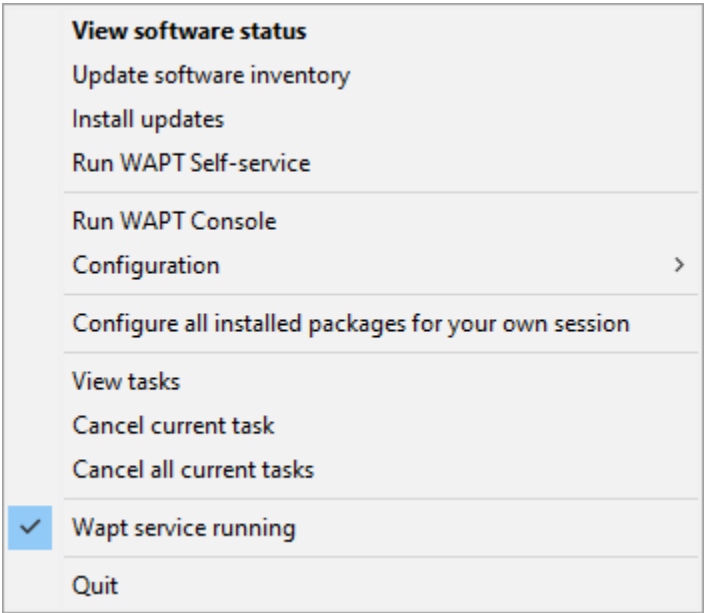 View software status
Update software inventory
Install updates
Run WAPT Self-service
Run WAPT Console
Configuration
Configure all installed packages for your own session
View tasks
Cancel current task
Cancel all current tasks
Wapt service running
Quit